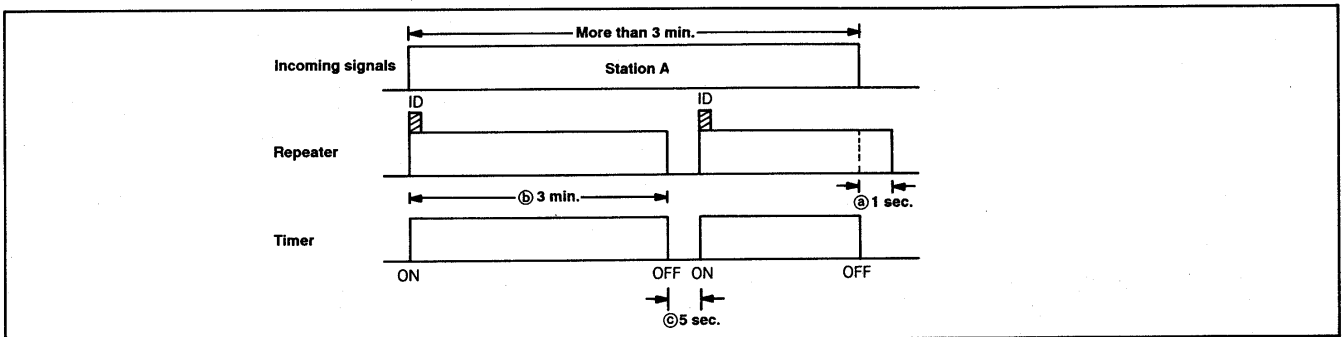 More than 3 min.
Incoming signals
Station A
ID
ID
Repeater
ⓑ 3 min.
ⓐ 1 sec.
Timer
ON
OFF
ON
OFF
ⓒ 5 sec.